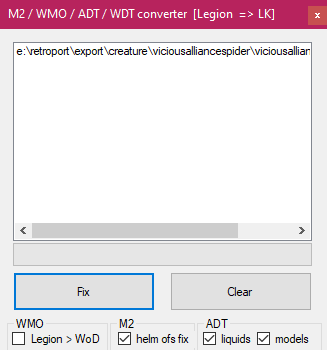 M2 / WMO / ADT / WDT converter [Legion => LK]
x
e:\retroport\export\creature\viciousalliancespider\viciousallian
Fix Clear
WMO M2 ADT
Legion > WoD helm ofs fix liquids models